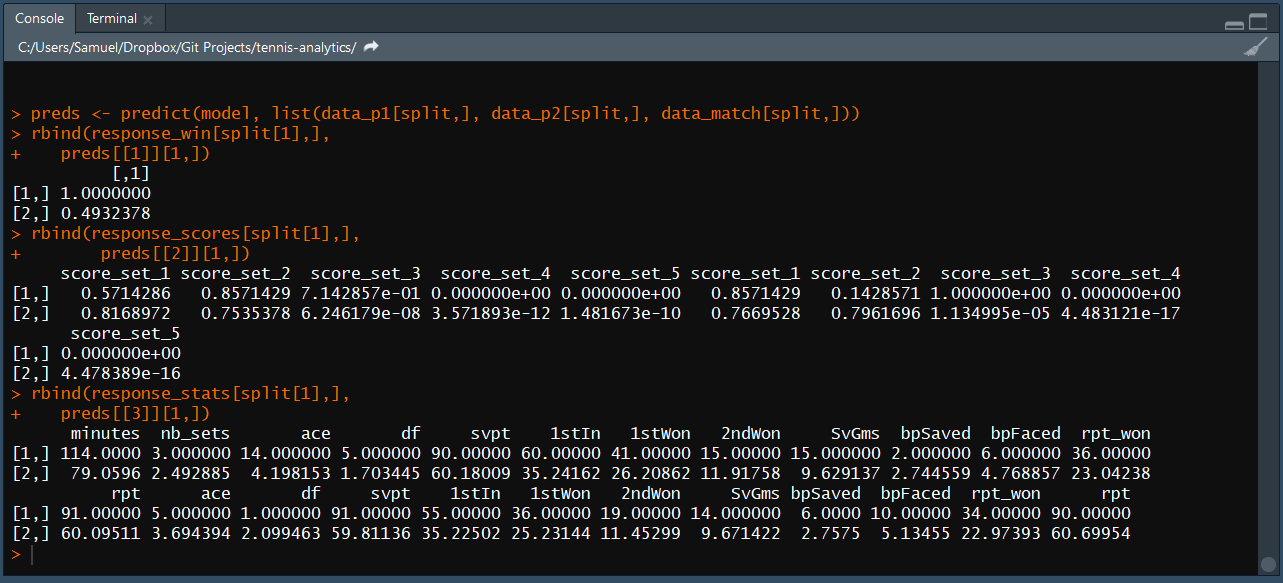 Console Terminal
C:/Users/Samuel/Dropbox/Git Projects/tennis-analytics/
> preds <- predict(model, list(data_p1[split,], data_p2[split,], data_match[split,]))
> rbind(response_win[split[1],],
+     preds[[1]][1,])
          [,1]
[1,] 1.0000000
[2,] 0.4932378
> rbind(response_scores[split[1],],
+         preds[[2]][1,])
     score_set_1 score_set_2  score_set_3  score_set_4  score_set_5 score_set_1 score_set_2  score_set_3  score_set_4
[1,]   0.5714286   0.8571429 7.142857e-01 0.000000e+00 0.000000e+00   0.8571429   0.1428571 1.000000e+00 0.000000e+00
[2,]   0.8168972   0.7535378 6.246179e-08 3.571893e-12 1.481673e-10   0.7669528   0.7961696 1.134995e-05 4.483121e-17
      score_set_5
[1,] 0.000000e+00
[2,] 4.478389e-16
> rbind(response_stats[split[1],],
+     preds[[3]][1,])
      minutes  nb_sets       ace       df     svpt    1stIn   1stWon   2ndWon     SvGms  bpSaved  bpFaced  rpt_won
[1,] 114.0000 3.000000 14.000000 5.000000 90.00000 60.00000 41.00000 15.00000 15.000000 2.000000 6.000000 36.00000
[2,]  79.0596 2.492885  4.198153 1.703445 60.18009 35.24162 26.20862 11.91758  9.629137 2.744559 4.768857 23.04238
          rpt      ace       df     svpt    1stIn   1stWon   2ndWon     SvGms bpSaved  bpFaced  rpt_won      rpt
[1,] 91.00000 5.000000 1.000000 91.00000 55.00000 36.00000 19.00000 14.000000  6.0000 10.00000 34.00000 90.00000
[2,] 60.09511 3.694394 2.099463 59.81136 35.22502 25.23144 11.45299  9.671422  2.7575  5.13455 22.97393 60.69954
>